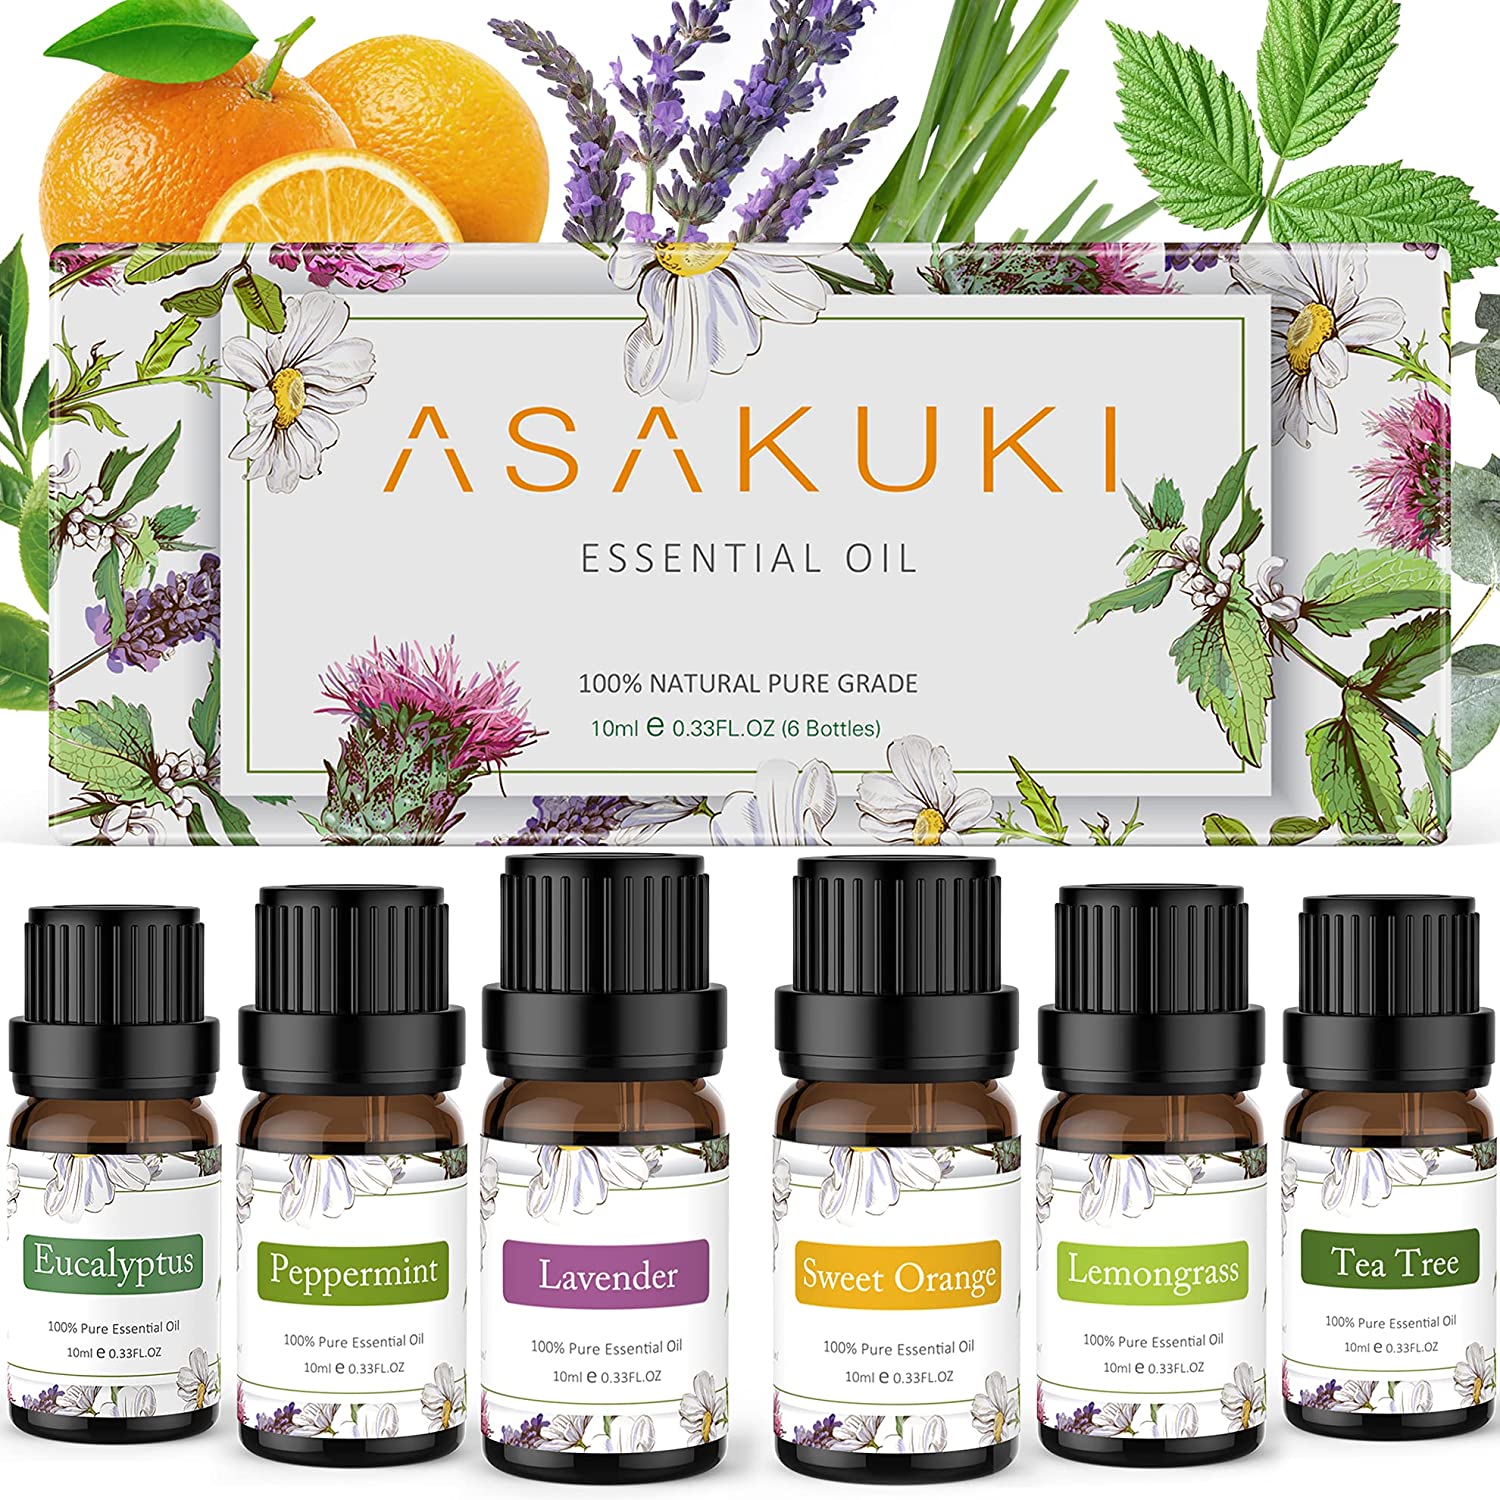 ASAKUKI
ESSENTIAL OIL
100% NATURAL PURE GRADE
10ml e 0.33FL.OZ (6 Bottles)
Eucalyptus
100% Pure Essential Oil
10ml e 0.33FL.OZ
Peppermint
100% Pure Essential Oil
10ml e 0.33FL.OZ
Lavender
100% Pure Essential Oil
10ml e 0.33FL.OZ
Sweet Orange
100% Pure Essential Oil
10ml e 0.33FL.OZ
Lemongrass
100% Pure Essential Oil
10ml e 0.33FL.OZ
Tea Tree
100% Pure Essential Oil
10ml e 0.33FL.OZ